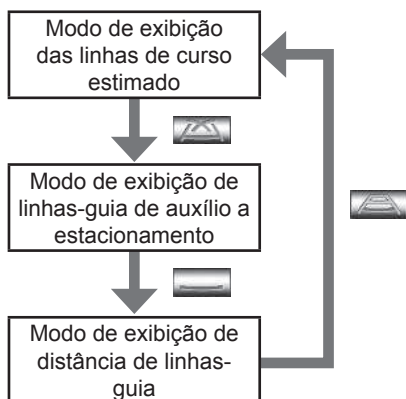 Modo de exibição
das linhas de curso
estimado
Modo de exibição de
linhas-guia de auxílio a
estacionamento
Modo de exibição de
distância de linhas-
guia